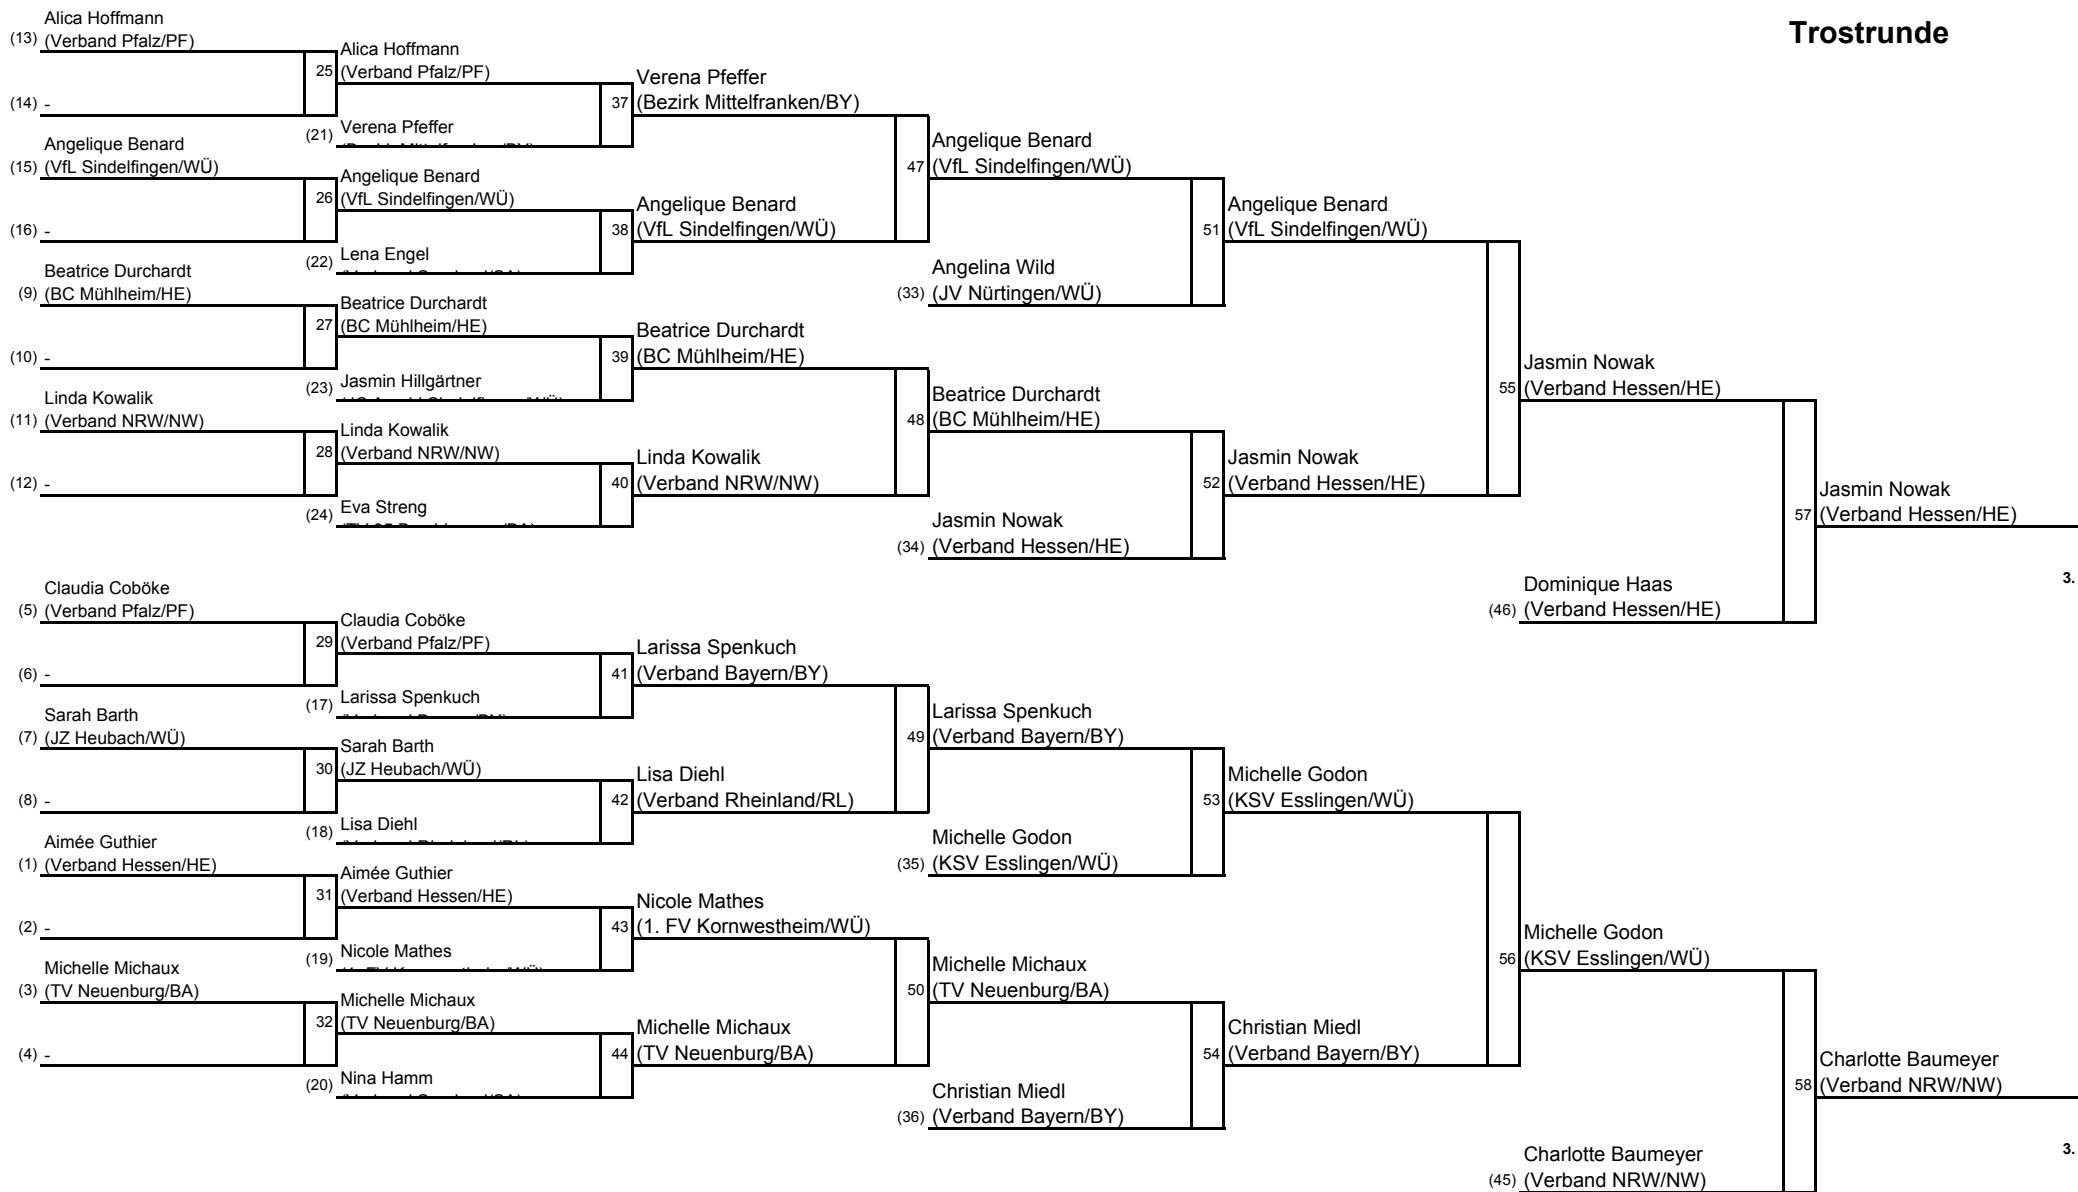 Trostrunde
Alica Hoffmann
(13) (Verband Pfalz/PF)
(14) -
Angelique Benard
(15) (VfL Sindelfingen/WÜ)
(16) -
Beatrice Durchardt
(9) (BC Mühlheim/HE)
(10) -
Linda Kowalik
(11) (Verband NRW/NW)
(12) -
Claudia Coböke
(5) (Verband Pfalz/PF)
(6) -
Sarah Barth
(7) (JZ Heubach/WÜ)
(8) -
Aimée Guthier
(1) (Verband Hessen/HE)
(2) -
Michelle Michaux
(3) (TV Neuenburg/BA)
(4) -
Alica Hoffmann
25 (Verband Pfalz/PF)
(21) Verena Pfeffer
Angelique Benard
26 (VfL Sindelfingen/WÜ)
(22) Lena Engel
Beatrice Durchardt
27 (BC Mühlheim/HE)
(23) Jasmin Hillgärtner
Linda Kowalik
28 (Verband NRW/NW)
(24) Eva Streng
Claudia Coböke
29 (Verband Pfalz/PF)
(17) Larissa Spenkuch
Sarah Barth
30 (JZ Heubach/WÜ)
(18) Lisa Diehl
Aimée Guthier
31 (Verband Hessen/HE)
(19) Nicole Mathes
Michelle Michaux
32 (TV Neuenburg/BA)
(20) Nina Hamm
Verena Pfeffer
37 (Bezirk Mittelfranken/BY)
Angelique Benard
38 (VfL Sindelfingen/WÜ)
Beatrice Durchardt
39 (BC Mühlheim/HE)
Linda Kowalik
40 (Verband NRW/NW)
Larissa Spenkuch
41 (Verband Bayern/BY)
Lisa Diehl
42 (Verband Rheinland/RL)
Nicole Mathes
43 (1. FV Kornwestheim/WÜ)
Michelle Michaux
44 (TV Neuenburg/BA)
Angelique Benard
47 (VfL Sindelfingen/WÜ)
Angelina Wild
(33) (JV Nürtingen/WÜ)
Beatrice Durchardt
48 (BC Mühlheim/HE)
Jasmin Nowak
(34) (Verband Hessen/HE)
Larissa Spenkuch
49 (Verband Bayern/BY)
Michelle Godon
(35) (KSV Esslingen/WÜ)
Michelle Michaux
50 (TV Neuenburg/BA)
Christian Miedl
(36) (Verband Bayern/BY)
Angelique Benard
51 (VfL Sindelfingen/WÜ)
Jasmin Nowak
52 (Verband Hessen/HE)
Michelle Godon
53 (KSV Esslingen/WÜ)
Christian Miedl
54 (Verband Bayern/BY)
Jasmin Nowak
55 (Verband Hessen/HE)
Dominique Haas
(46) (Verband Hessen/HE)
Michelle Godon
56 (KSV Esslingen/WÜ)
Charlotte Baumeyer
(45) (Verband NRW/NW)
Jasmin Nowak
57 (Verband Hessen/HE)
3.
Charlotte Baumeyer
58 (Verband NRW/NW)
3.